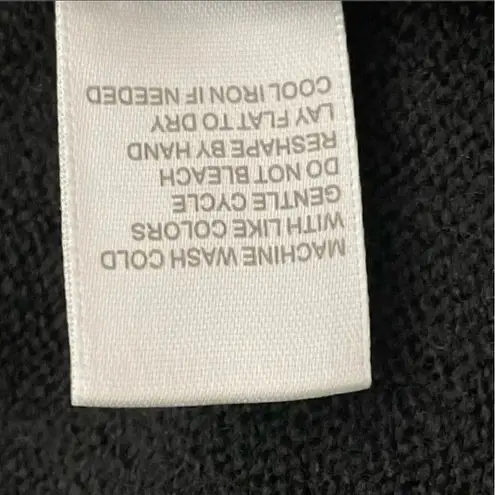 MACHINE WASH COLD
WITH LIKE COLORS
GENTLE CYCLE
DO NOT BLEACH
RESHAPE BY HAND
LAY FLAT TO DRY
COOL IRON IF NEEDED